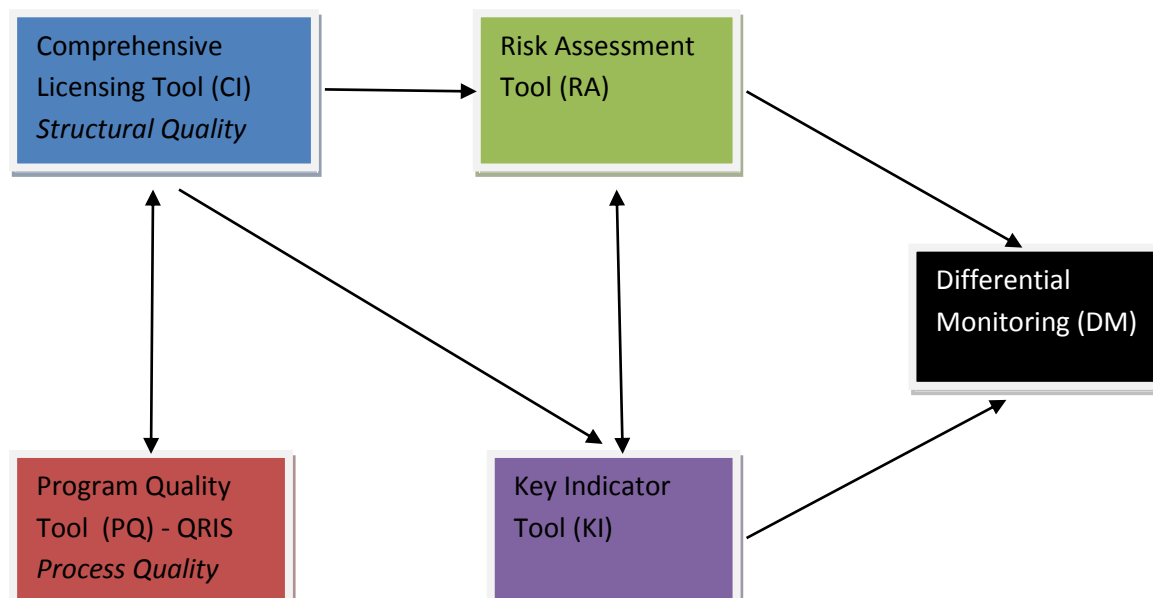 Comprehensive
Licensing Tool (CI)
Structural Quality
Risk Assessment
Tool (RA)
Differential
Monitoring (DM)
Program Quality
Tool  (PQ) - QRIS
Process Quality
Key Indicator
Tool (KI)